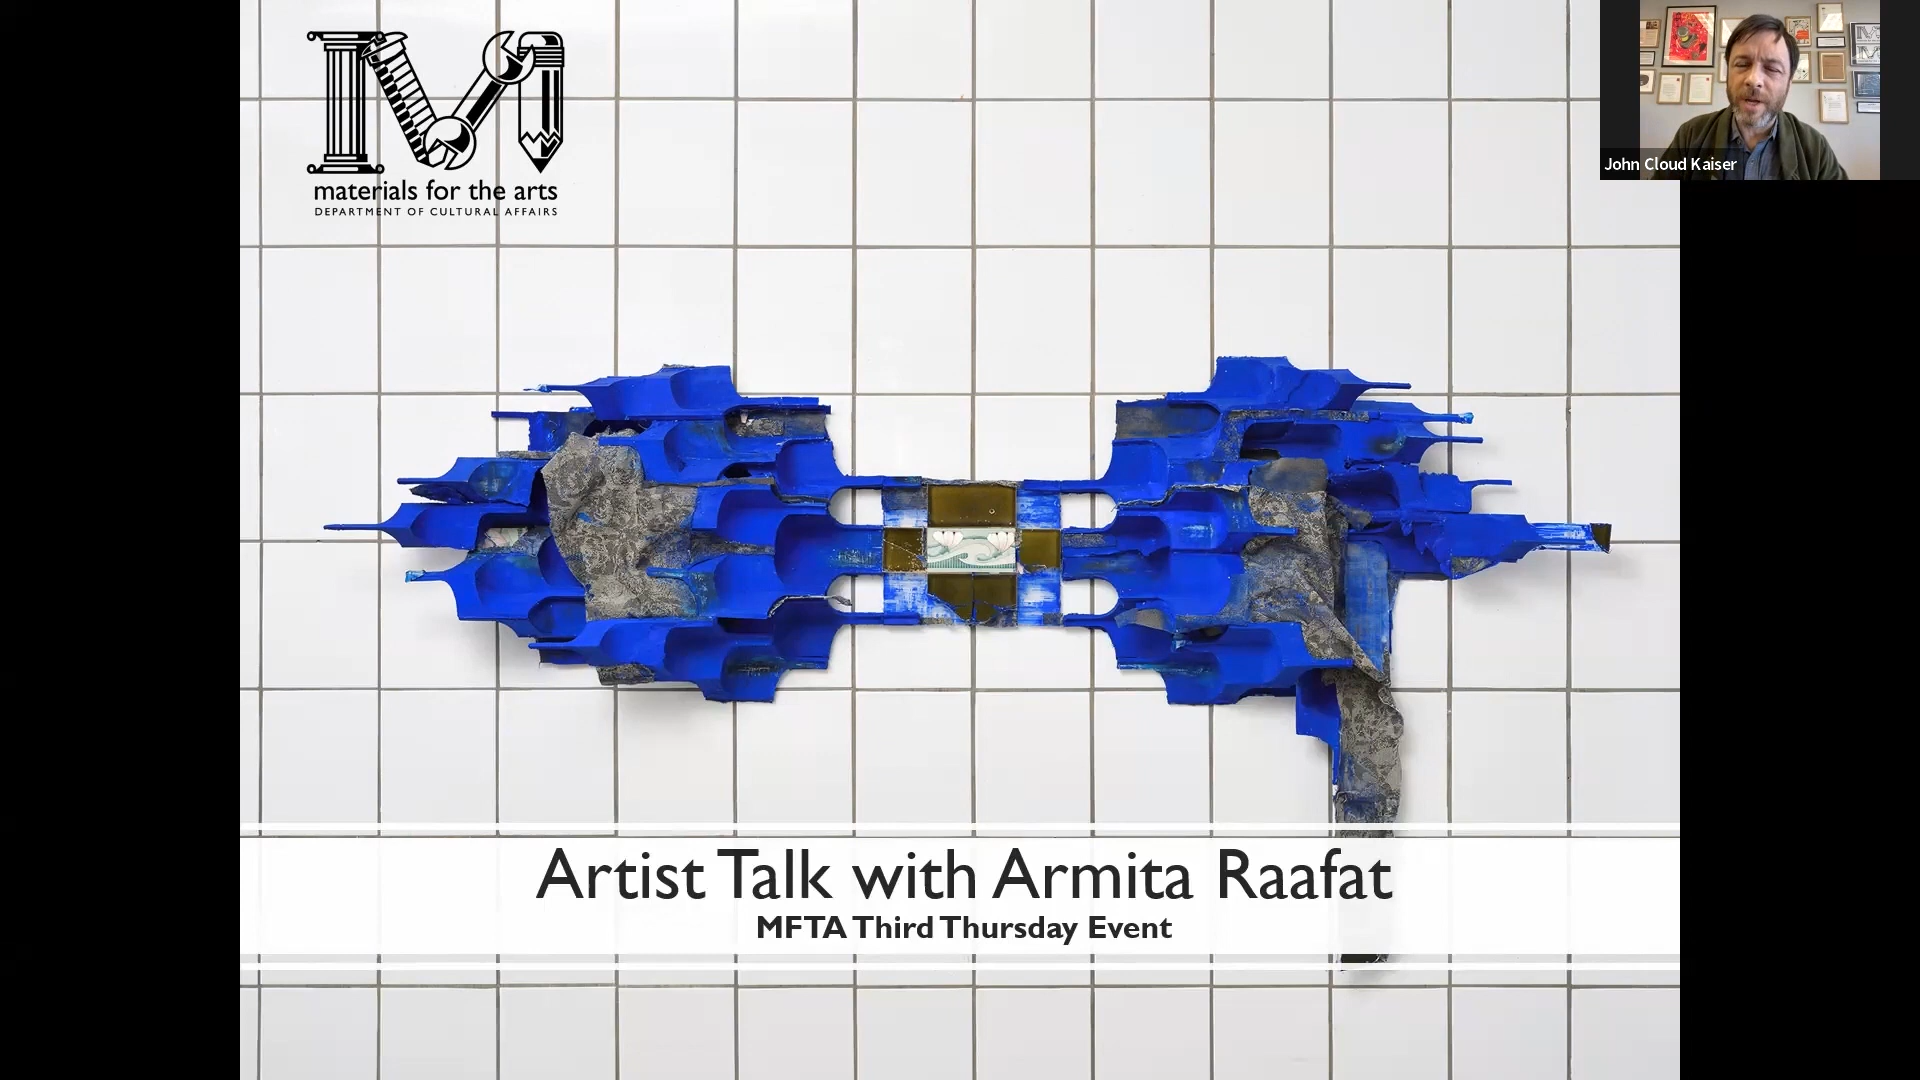 materials for the arts
DEPARTMENT OF CULTURAL AFFAIRS
John Cloud Kaiser
Artist Talk with Armita Raafat
MFTA Third Thursday Event